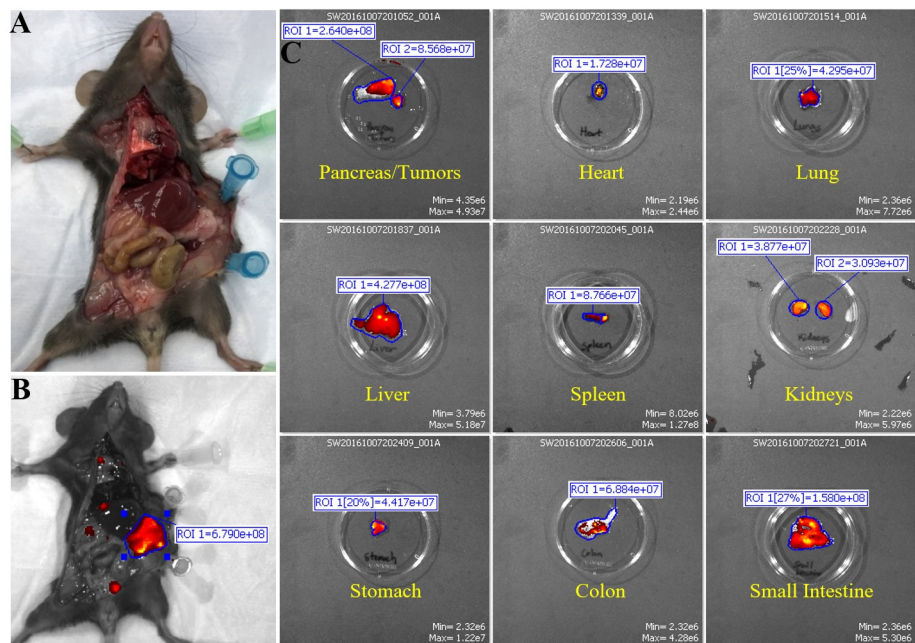 A
B
ROI 1=6.790e+08
C
SW20161007201052_001A
ROI 1=2.640e+08
ROI 2=8.568e+07
Pancreas/Tumors
Min= 4.35e6
Max= 4.93e7
SW20161007201339_001A
ROI 1=1.728e+07
Heart
Heart
Min= 2.19e6
Max= 2.44e6
SW20161007201514_001A
ROI 1[25%]=4.295e+07
Lungs
Lung
Min= 2.36e6
Max= 7.72e6
SW20161007201837_001A
ROI 1=4.277e+08
Liver
Liver
Min= 3.79e6
Max= 5.18e7
SW20161007202045_001A
ROI 1=8.766e+07
Spleen
Spleen
Min= 8.02e6
Max= 1.27e8
SW20161007202228_001A
ROI 1=3.877e+07
ROI 2=3.093e+07
Kidneys
Kidneys
Min= 2.22e6
Max= 5.97e6
SW20161007202409_001A
ROI 1[20%]=4.417e+07
Stomach
Stomach
Min= 2.32e6
Max= 1.22e7
SW20161007202606_001A
ROI 1=6.884e+07
Colon
Colon
Min= 2.32e6
Max= 4.28e6
SW20161007202721_001A
ROI 1[27%]=1.580e+08
Small
Small Intestine
Min= 2.36e6
Max= 5.30e6